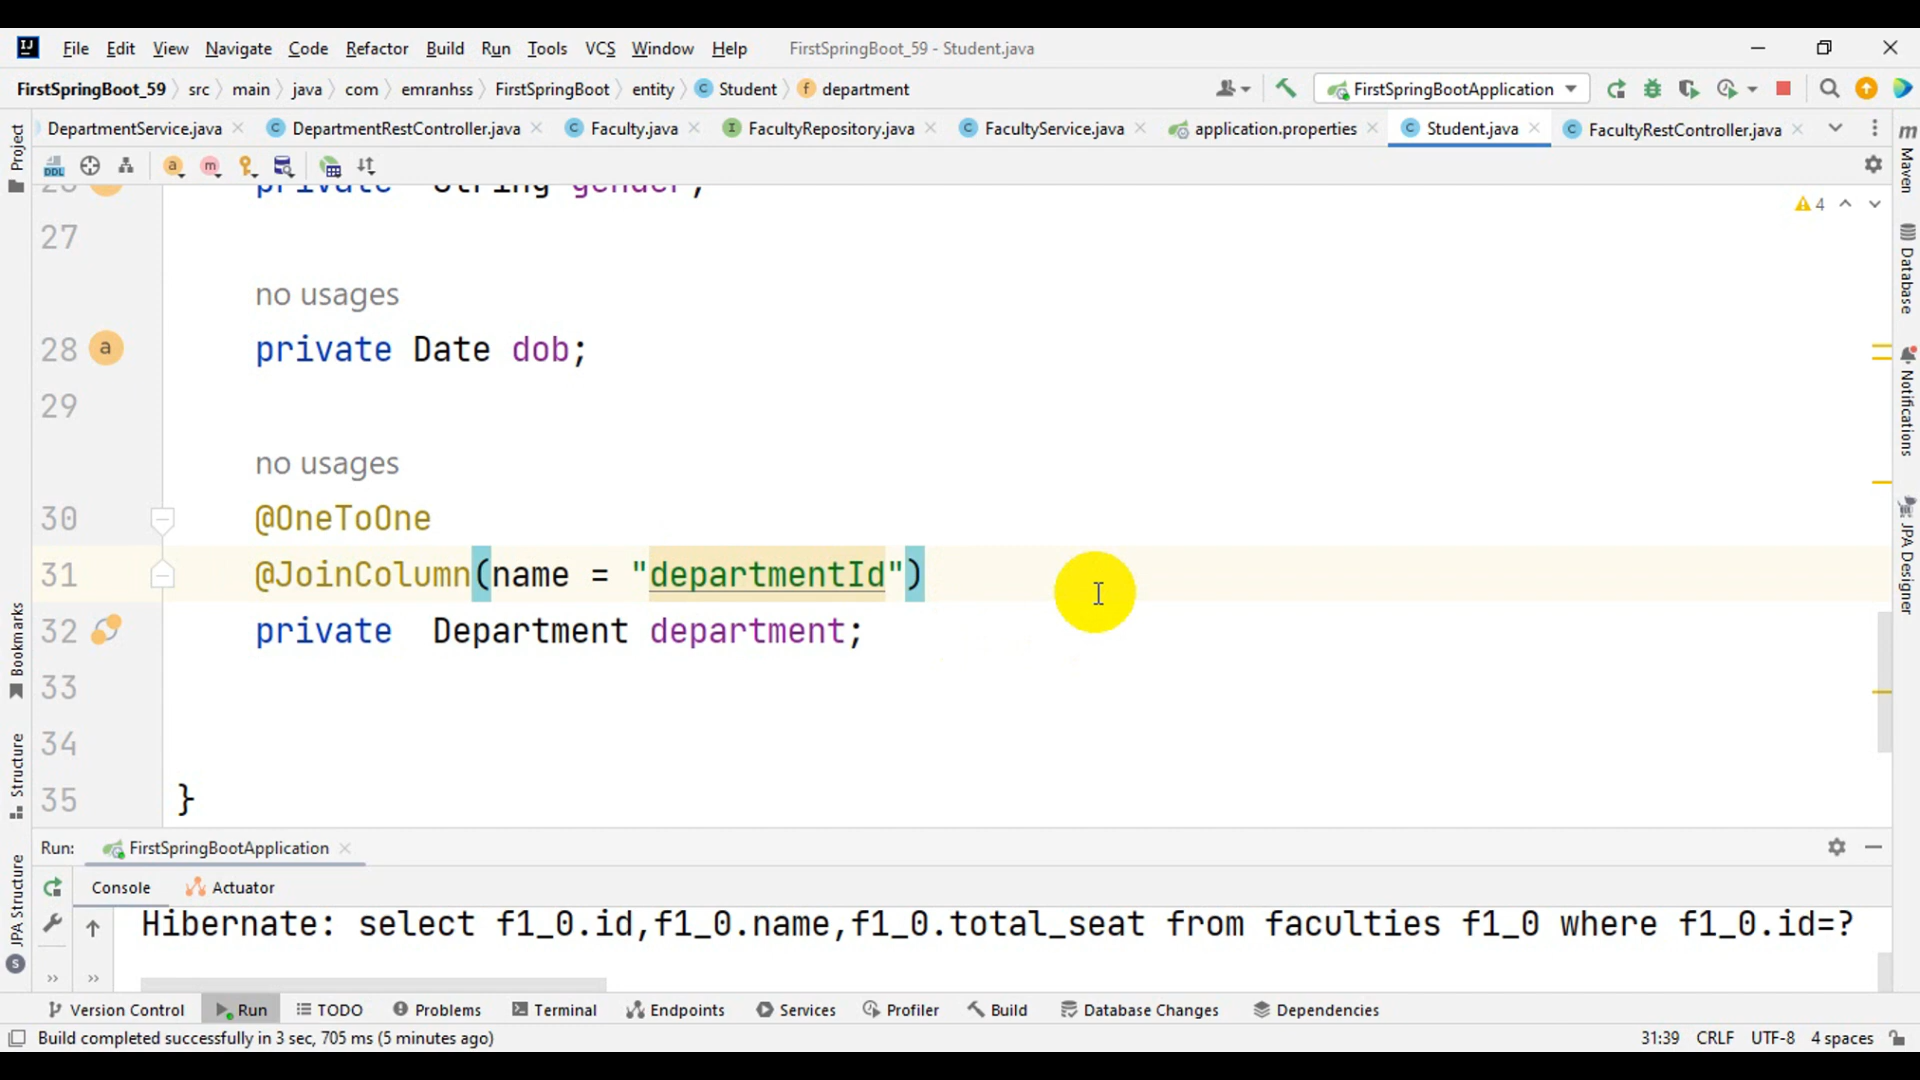 File Edit View Navigate Code Refactor Build Run Tools VCS Window Help FirstSpringBoot_59 - Student.java
FirstSpringBoot_59 src main java com emranhss FirstSpringBoot entity Student department FirstSpringBootApplication
DepartmentService.java DepartmentRestController.java Faculty.java FacultyRepository.java FacultyService.java application.properties Student.java FacultyRestController.java
DDL a m
private String gender;
4
27
no usages
28 a private Date dob;
29
no usages
30 @OneToOne
31 @JoinColumn(name = "departmentId")
32 private Department department;
33
34
35 }
Project
Bookmarks
Structure
JPA Structure
Maven
Database
Notifications
JPA Designer
Run: FirstSpringBootApplication
Console Actuator
Hibernate: select f1_0.id,f1_0.name,f1_0.total_seat from faculties f1_0 where f1_0.id=?
Version Control Run TODO Problems Terminal Endpoints Services Profiler Build Database Changes Dependencies
Build completed successfully in 3 sec, 705 ms (5 minutes ago) 31:39 CRLF UTF-8 4 spaces